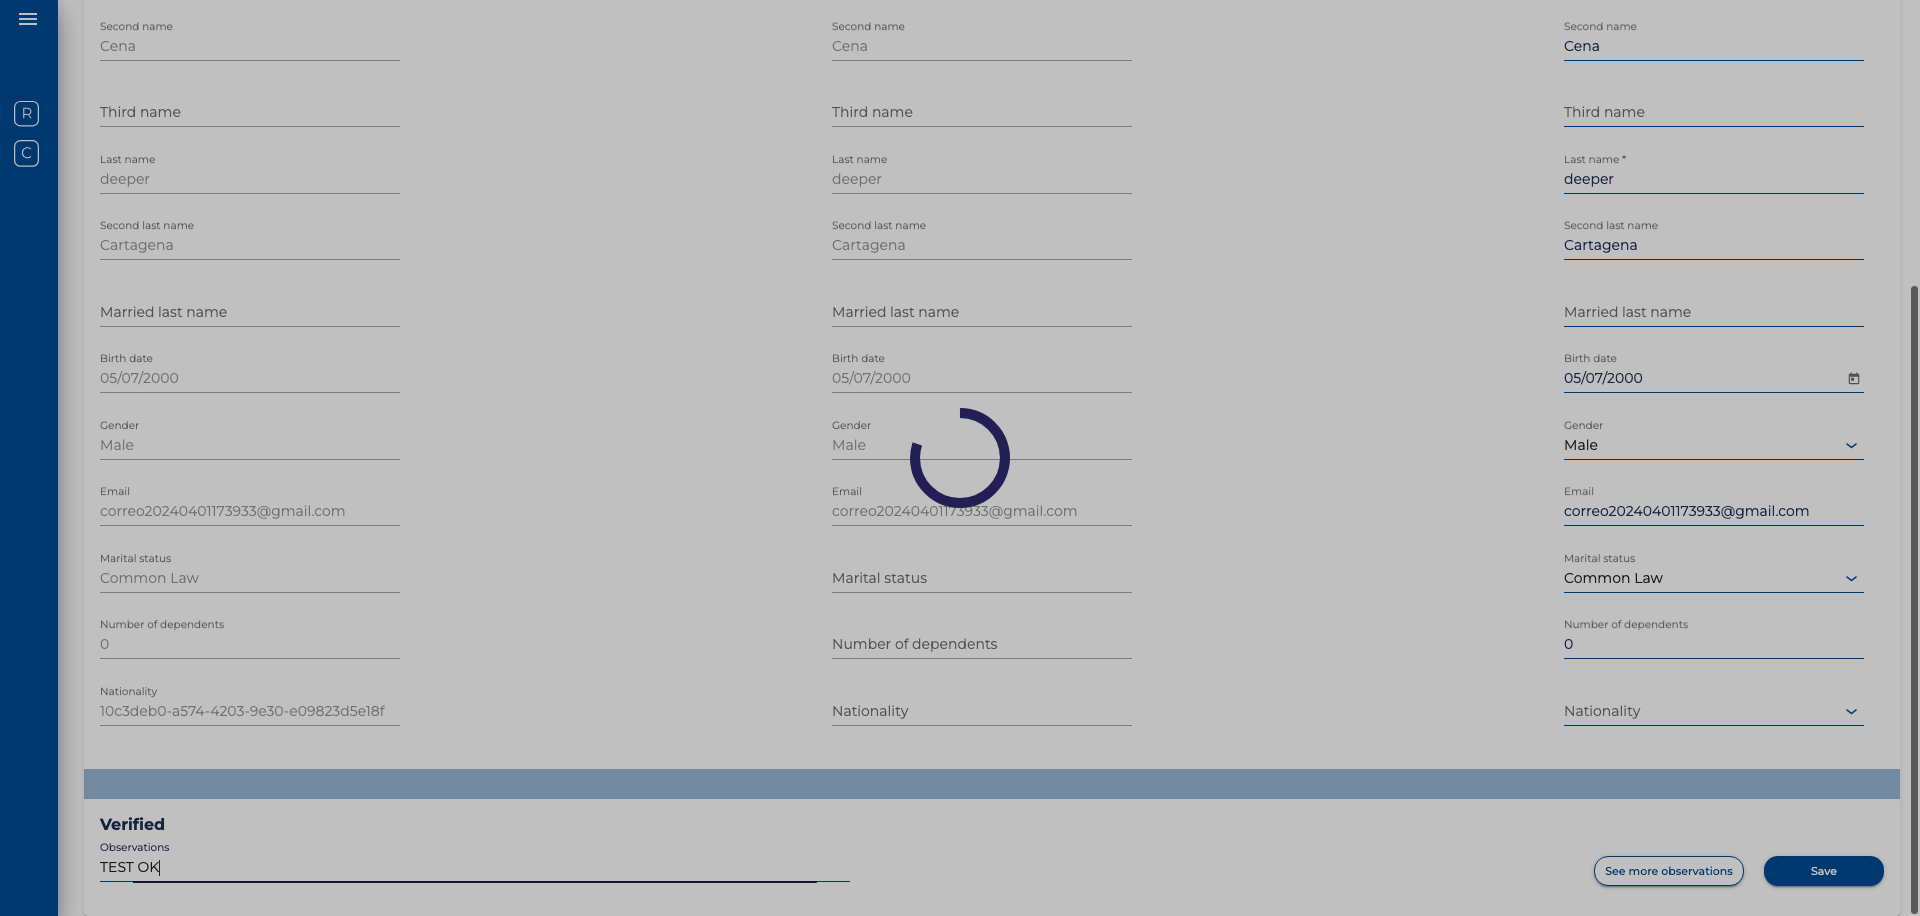 R
C
Second name
Cena
Second name
Cena
Second name
Cena
Third name
Third name
Third name
Last name
deeper
Last name
deeper
Last name *
deeper
Second last name
Cartagena
Second last name
Cartagena
Second last name
Cartagena
Married last name
Married last name
Married last name
Birth date
05/07/2000
Birth date
05/07/2000
Birth date
05/07/2000
Gender
Male
Gender
Male
Gender
Male
Email
correo20240401173933@gmail.com
Email
correo20240401173933@gmail.com
Email
correo20240401173933@gmail.com
Marital status
Common Law
Marital status
Marital status
Common Law
Number of dependents
0
Number of dependents
Number of dependents
0
Nationality
10c3deb0-a574-4203-9e30-e09823d5e18f
Nationality
Nationality
Verified
Observations
TEST OK
See more observations
Save